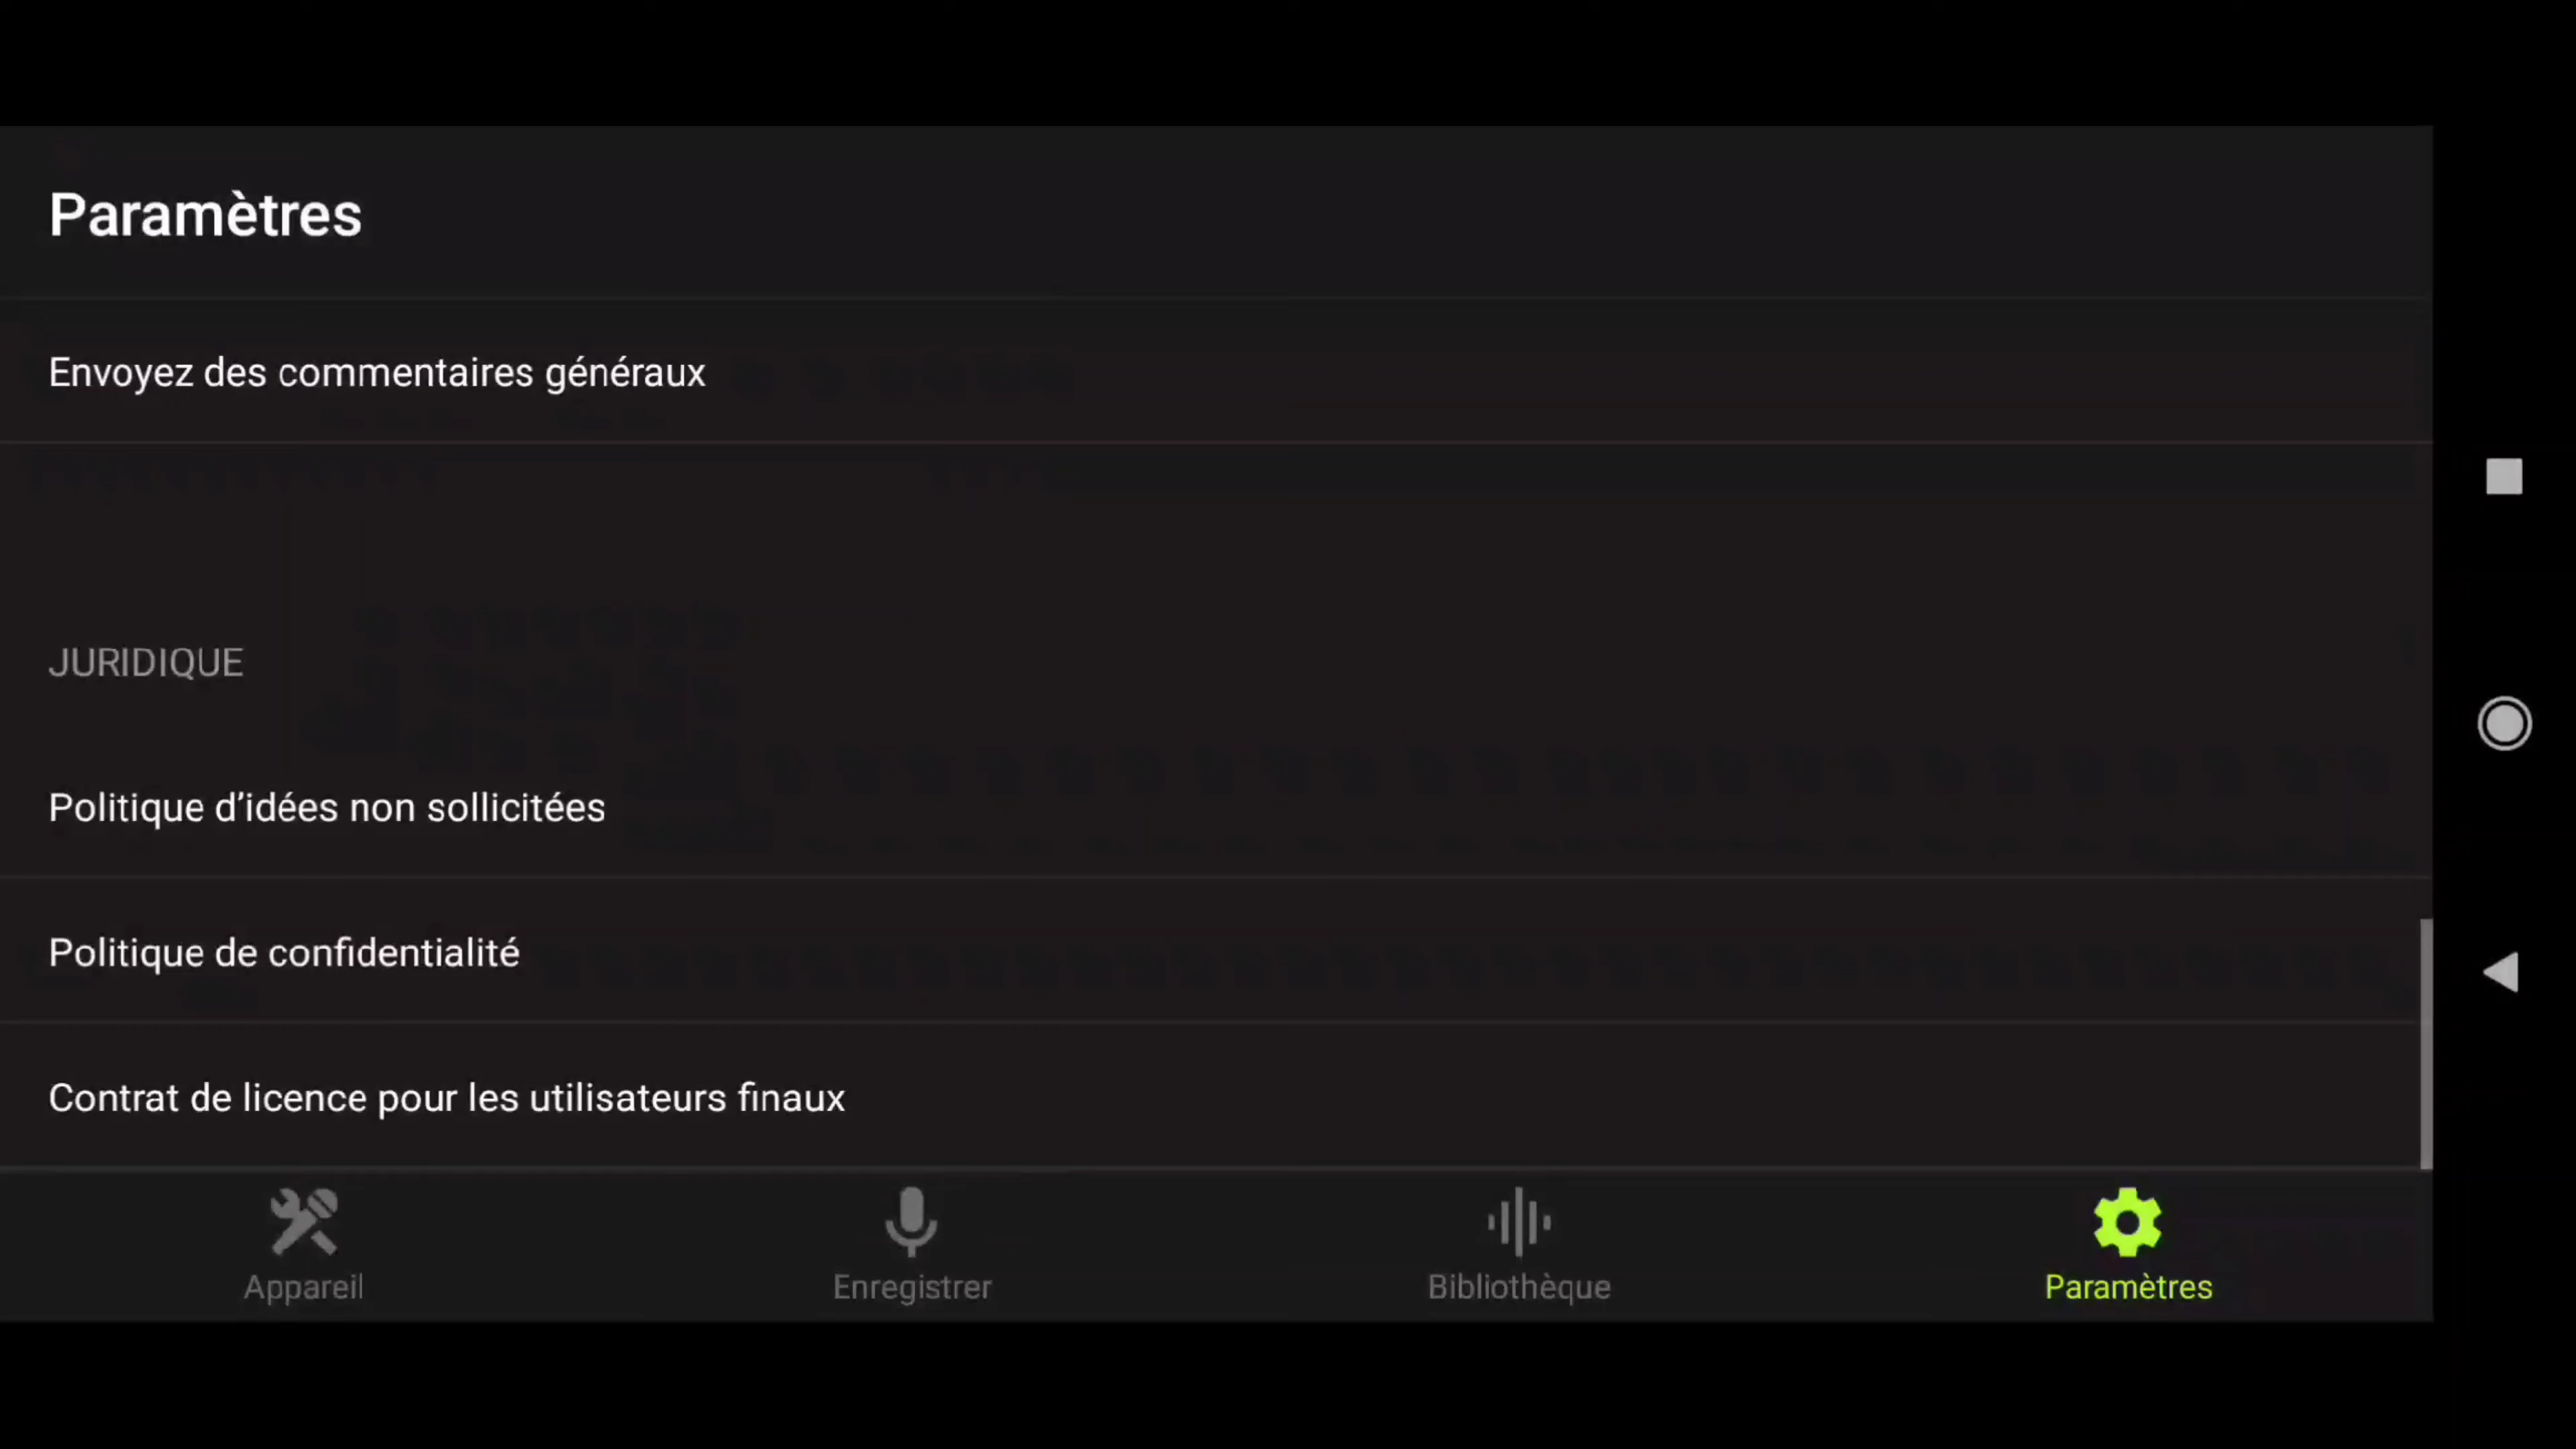 Paramètres
Envoyez des commentaires généraux
JURIDIQUE
Politique d’idées non sollicitées
Politique de confidentialité
Contrat de licence pour les utilisateurs finaux
Appareil
Enregistrer
Bibliothèque
Paramètres